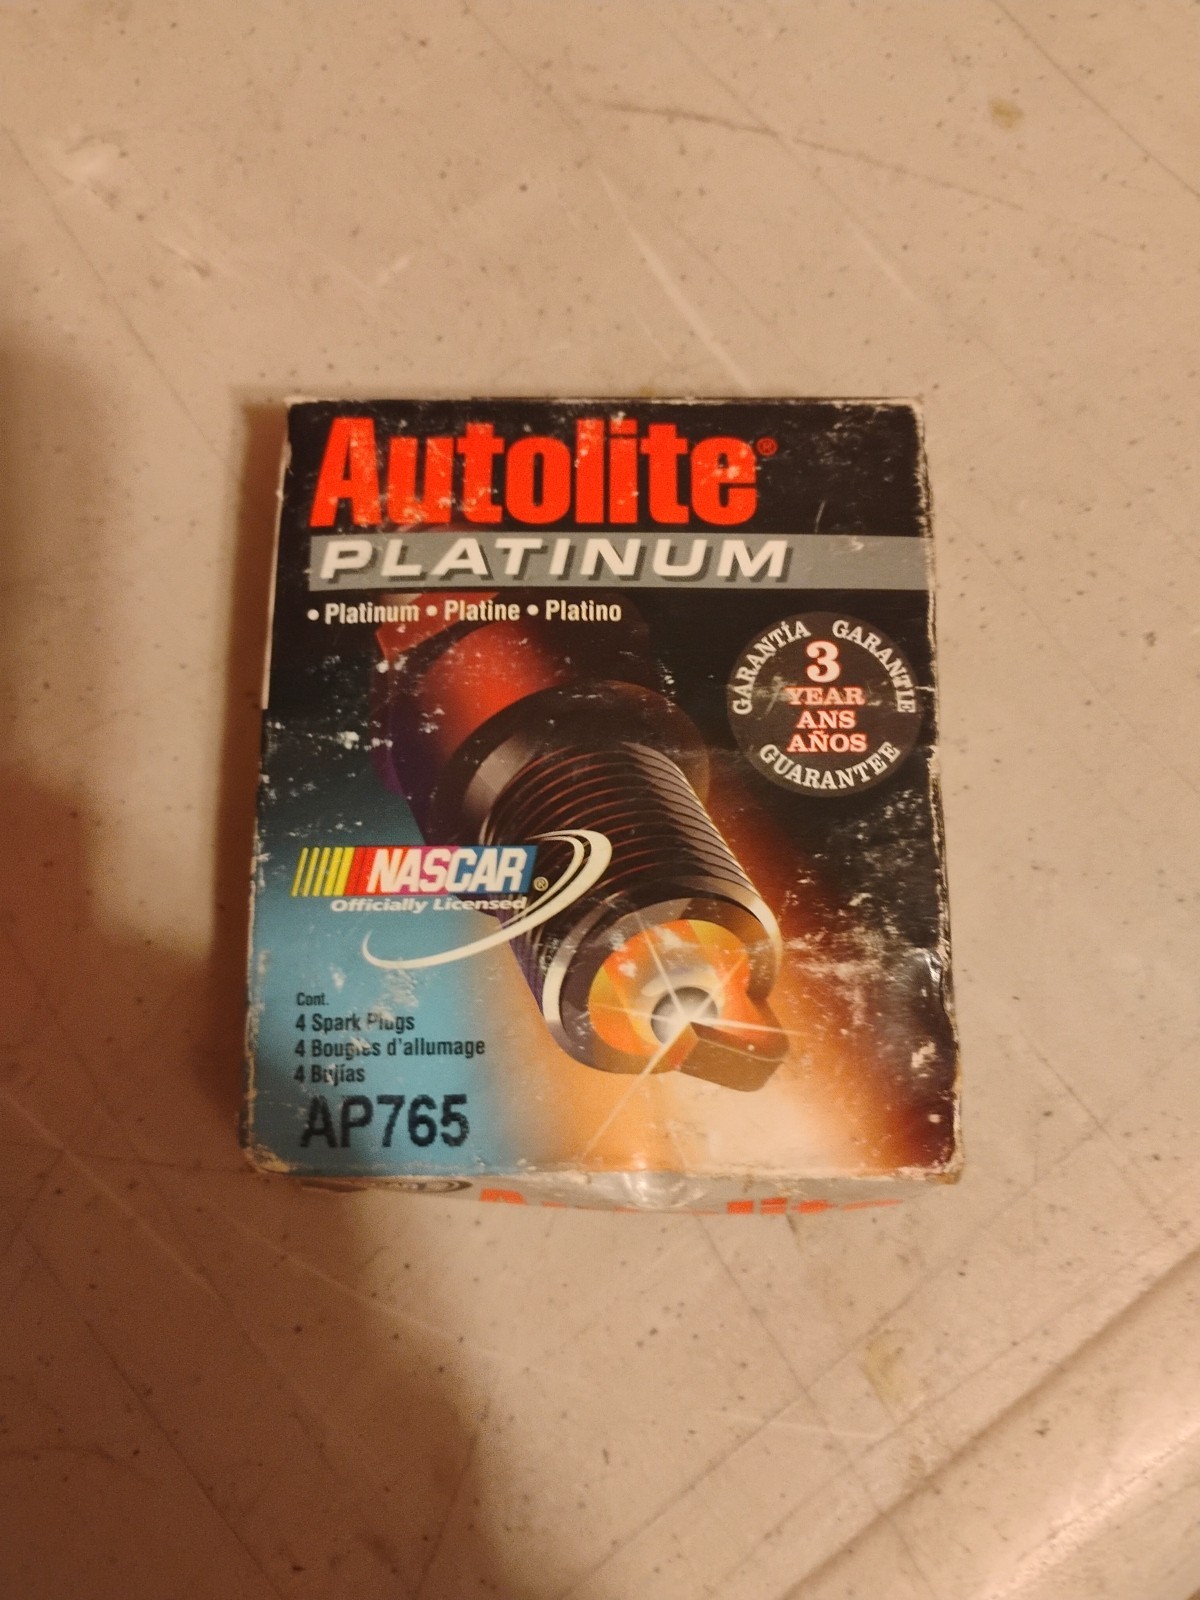 Autolite®
PLATINUM
• Platinum • Platine • Platino
GARANTÍA GARANTIE
3
YEAR
ANS
AÑOS
GUARANTEE
NASCAR®
Officially Licensed
Cont.
4 Spark Plugs
4 Bougies d'allumage
4 Bujías
AP765